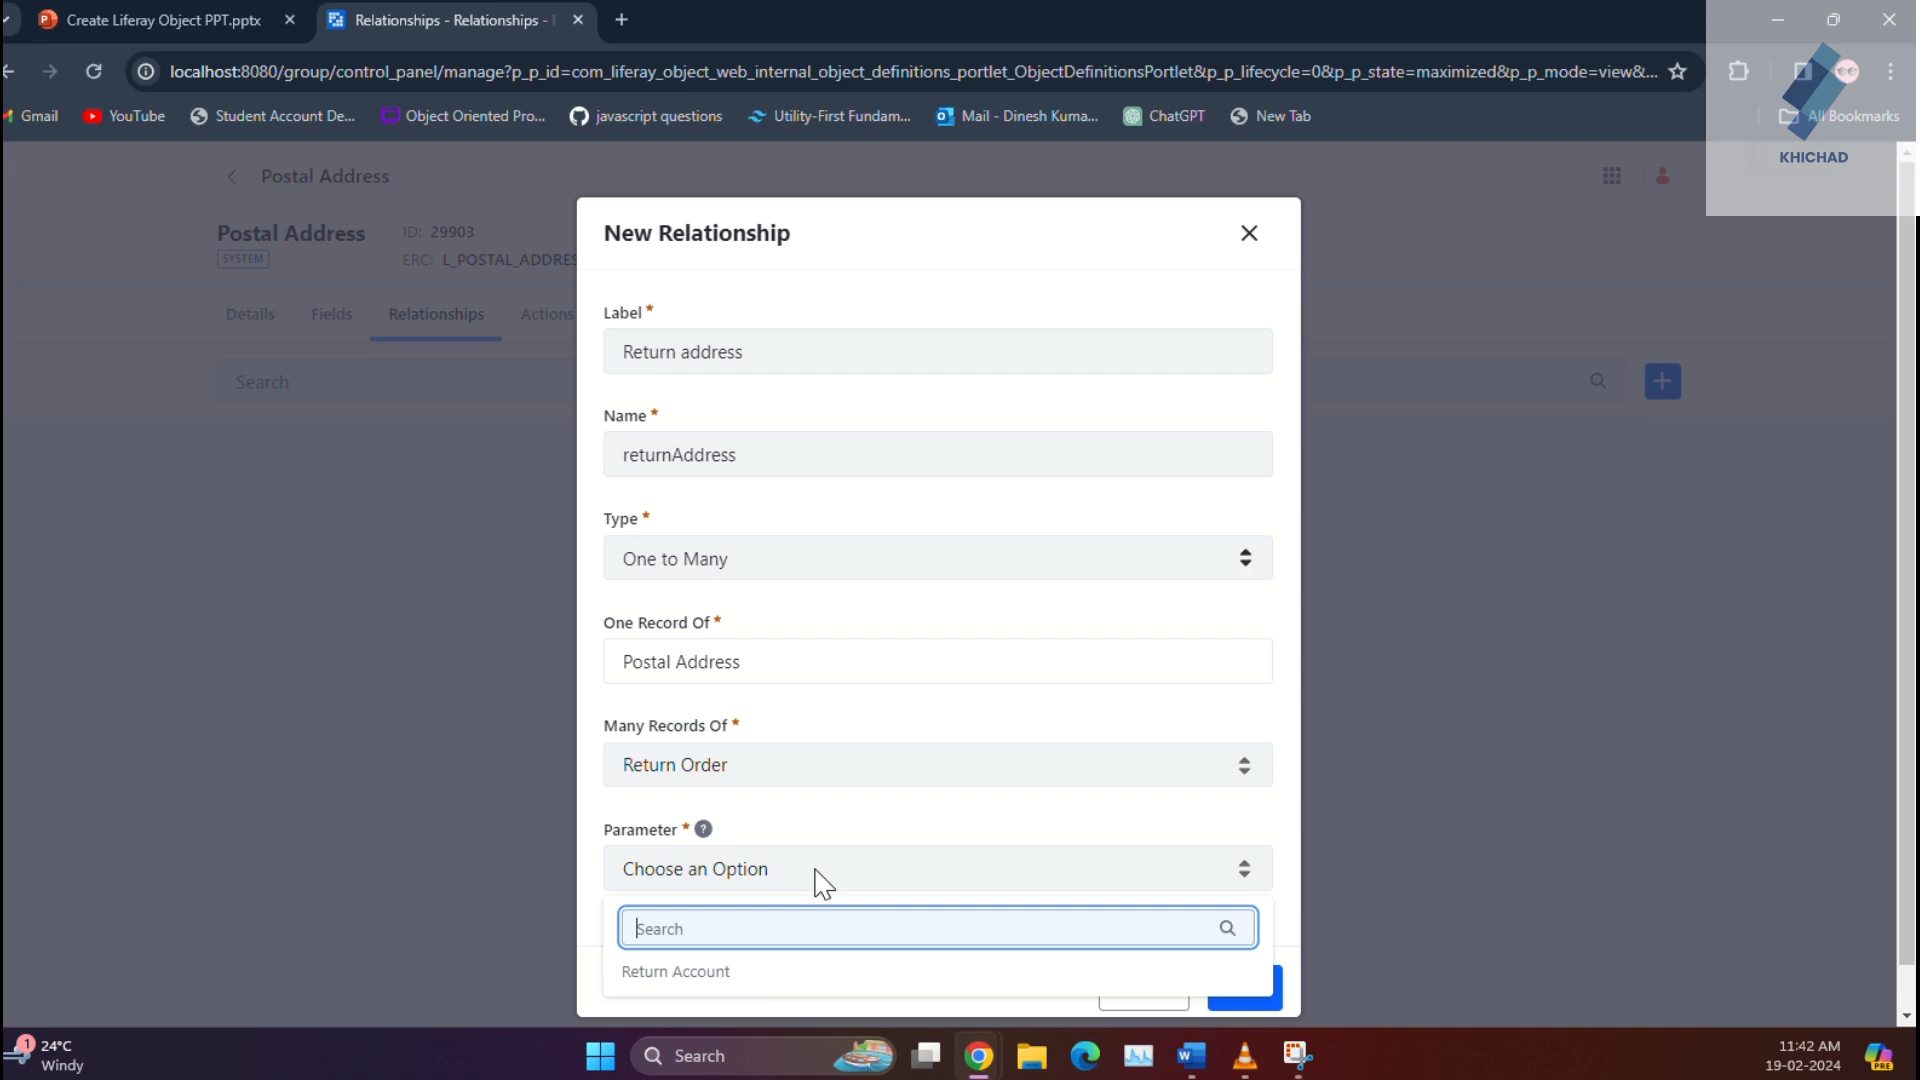 Create Liferay Object PPT.pptx
Relationships - Relationships -
localhost:8080/group/control_panel/manage?p_p_id=com_liferay_object_web_internal_object_definitions_portlet_ObjectDefinitionsPortlet&p_p_lifecycle=0&p_p_state=maximized&p_p_mode=view&...
Gmail YouTube Student Account De... Object Oriented Pro... javascript questions Utility-First Fundam... Mail - Dinesh Kuma... ChatGPT New Tab All Bookmarks
KHICHAD
Postal Address
Postal Address ID: 29903
SYSTEM ERC: L_POSTAL_ADDRES
Details Fields Relationships Actions
Search
New Relationship
Label *
Return address
Name *
returnAddress
Type *
One to Many
One Record Of *
Postal Address
Many Records Of *
Return Order
Parameter * ?
Choose an Option
Search
Return Account
1 24°C
Windy
Search
11:42 AM
19-02-2024
PRE